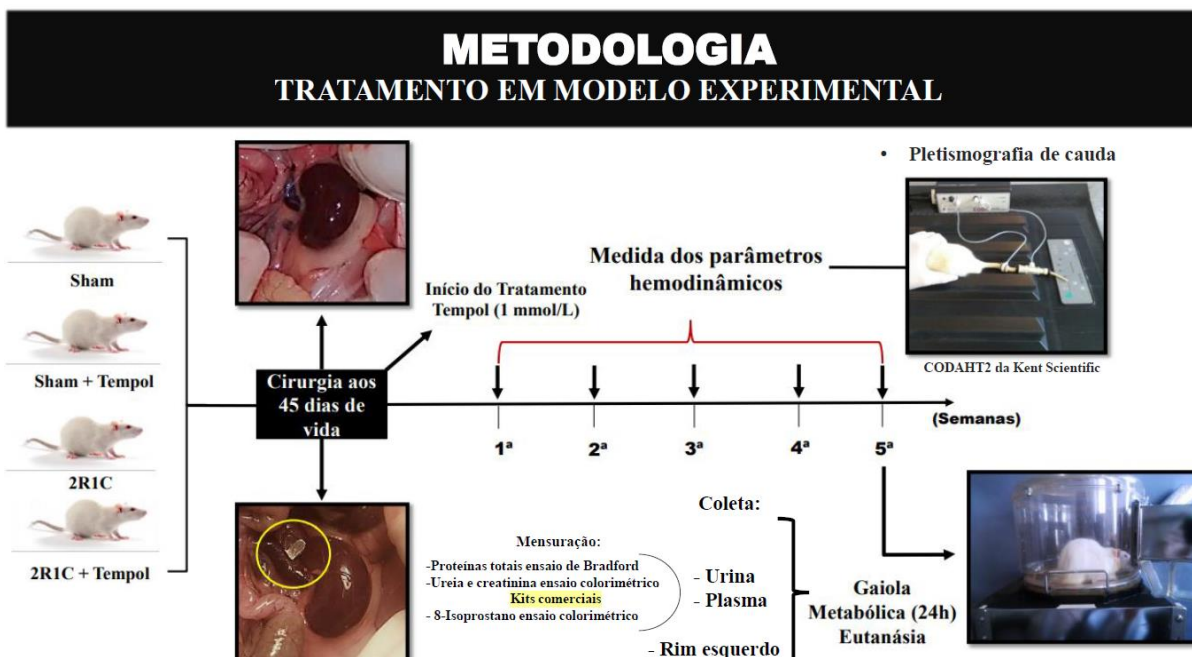 METODOLOGIA
TRATAMENTO EM MODELO EXPERIMENTAL
Sham
Sham + Tempol
2R1C
2R1C + Tempol
Cirurgia aos
45 dias de
vida
Início do Tratamento
Tempol (1 mmol/L)
Medida dos parâmetros
hemodinâmicos
• Pletismografia de cauda
CODAHT2 da Kent Scientific
1ª
2ª
3ª
4ª
5ª
(Semanas)
Mensuração:
-Proteínas totais ensaio de Bradford
-Ureia e creatinina ensaio colorimétrico
Kits comerciais
- 8-Isoprostano ensaio colorimétrico
Coleta:
- Urina
- Plasma
- Rim esquerdo
Gaiola
Metabólica (24h)
Eutanásia